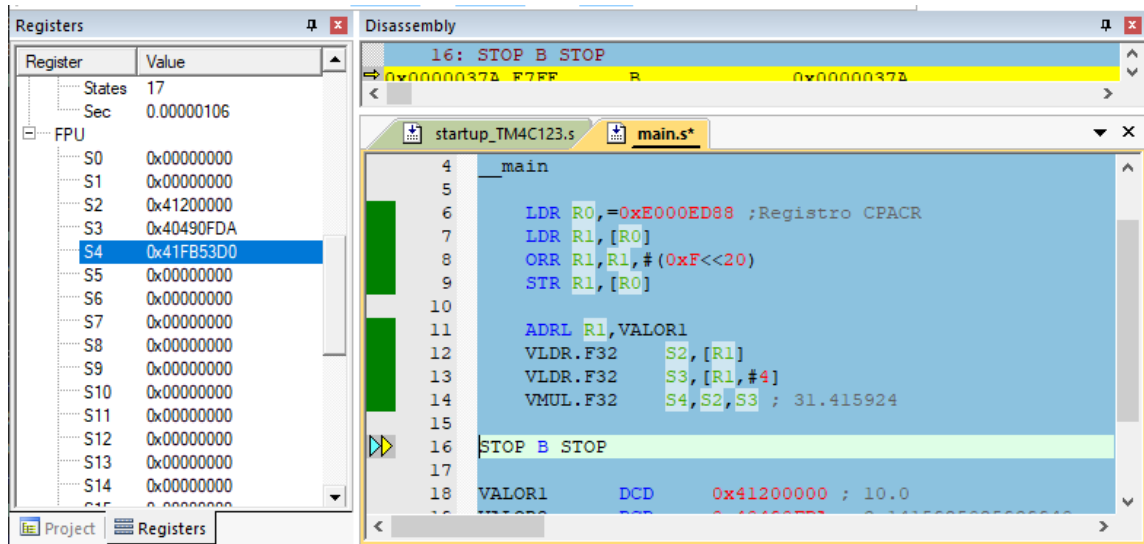 Registers
Register Value
States 17
Sec 0.00000106
FPU
S0 0x00000000
S1 0x00000000
S2 0x41200000
S3 0x40490FDA
S4 0x41FB53D0
S5 0x00000000
S6 0x00000000
S7 0x00000000
S8 0x00000000
S9 0x00000000
S10 0x00000000
S11 0x00000000
S12 0x00000000
S13 0x00000000
S14 0x00000000
Project Registers
Disassembly
16: STOP B STOP
0x0000037A E7FE B 0x0000037A
startup_TM4C123.s main.s*
4 __main
5
6 LDR R0,=0xE000ED88 ;Registro CPACR
7 LDR R1,[R0]
8 ORR R1,R1,#(0xF<<20)
9 STR R1,[R0]
10
11 ADRL R1,VALOR1
12 VLDR.F32 S2,[R1]
13 VLDR.F32 S3,[R1,#4]
14 VMUL.F32 S4,S2,S3 ; 31.415924
15
16 STOP B STOP
17
18 VALOR1 DCD 0x41200000 ; 10.0